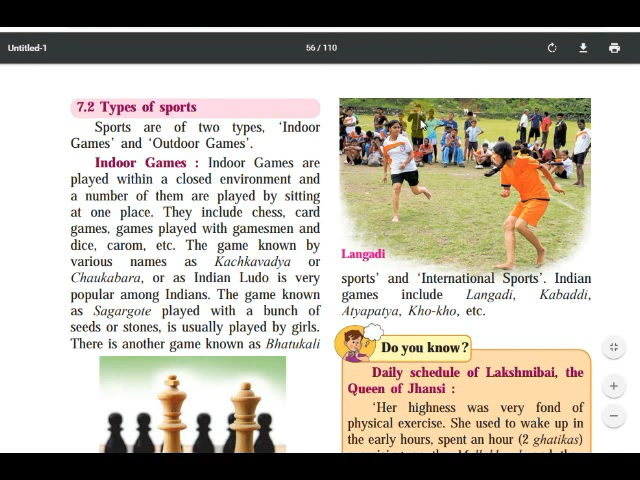 Untitled-1
56 / 110
7.2 Types of sports
Sports are of two types, ‘Indoor
Games’ and ‘Outdoor Games’.
Indoor Games : Indoor Games are
played within a closed environment and
a number of them are played by sitting
at one place. They include chess, card
games, games played with gamesmen and
dice, carom, etc. The game known by
various names as Kachkavadya or
Chaukabara, or as Indian Ludo is very
popular among Indians. The game known
as Sagargote played with a bunch of
seeds or stones, is usually played by girls.
There is another game known as Bhatukali
Langadi
sports’ and ‘International Sports’. Indian
games include Langadi, Kabaddi,
Atyapatya, Kho-kho, etc.
Do you know?
Daily schedule of Lakshmibai, the
Queen of Jhansi :
‘Her highness was very fond of
physical exercise. She used to wake up in
the early hours, spent an hour (2 ghatikas)